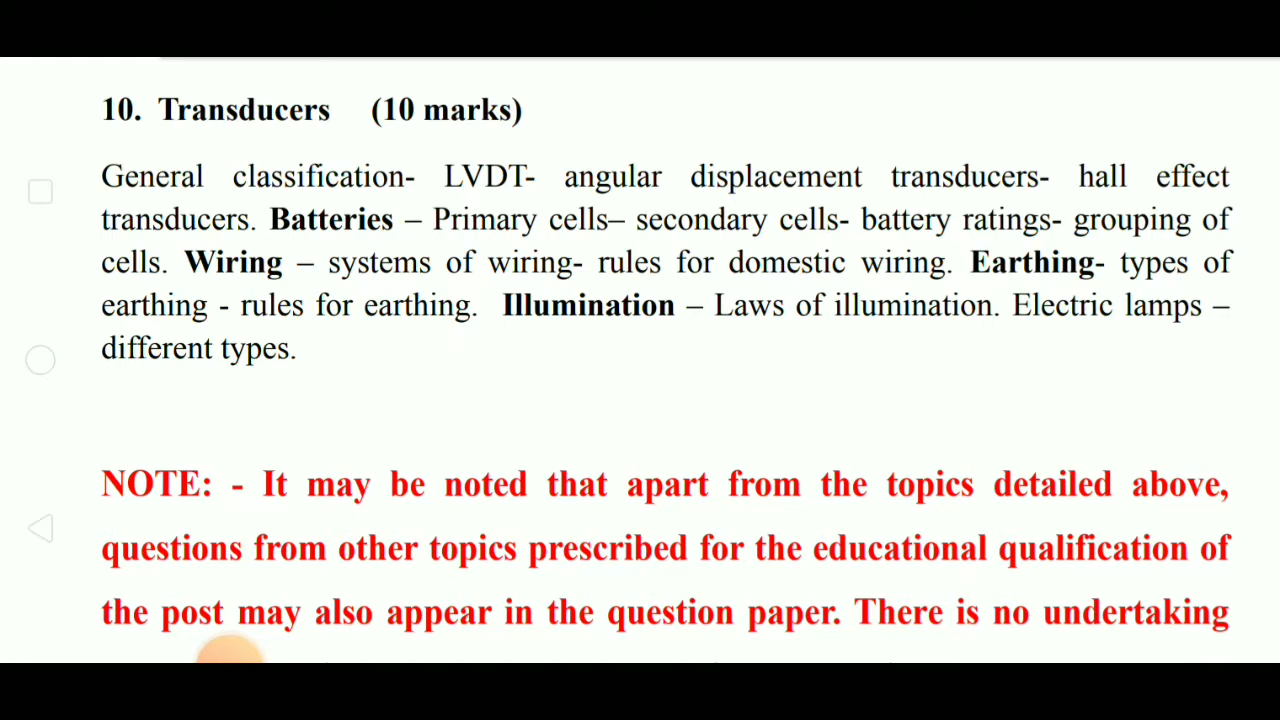 10. Transducers (10 marks)
General classification- LVDT- angular displacement transducers- hall effect
transducers. Batteries – Primary cells– secondary cells- battery ratings- grouping of
cells. Wiring – systems of wiring- rules for domestic wiring. Earthing- types of
earthing - rules for earthing. Illumination – Laws of illumination. Electric lamps –
different types.
NOTE: - It may be noted that apart from the topics detailed above,
questions from other topics prescribed for the educational qualification of
the post may also appear in the question paper. There is no undertaking